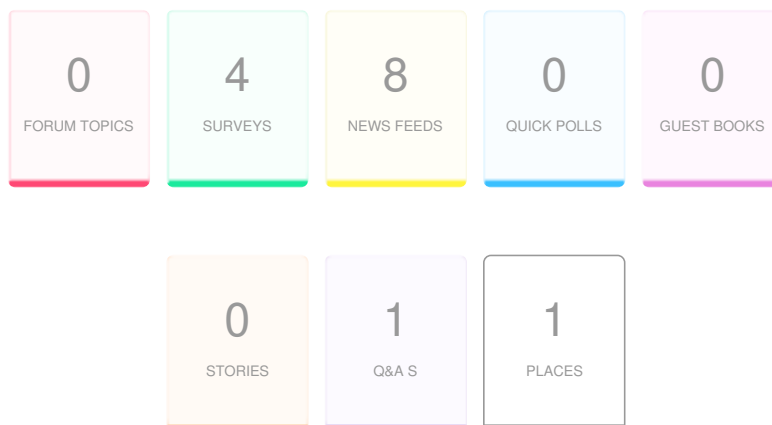 0 4 8 0 0
FORUM TOPICS SURVEYS NEWS FEEDS QUICK POLLS GUEST BOOKS
0 1 1
STORIES Q&A S PLACES